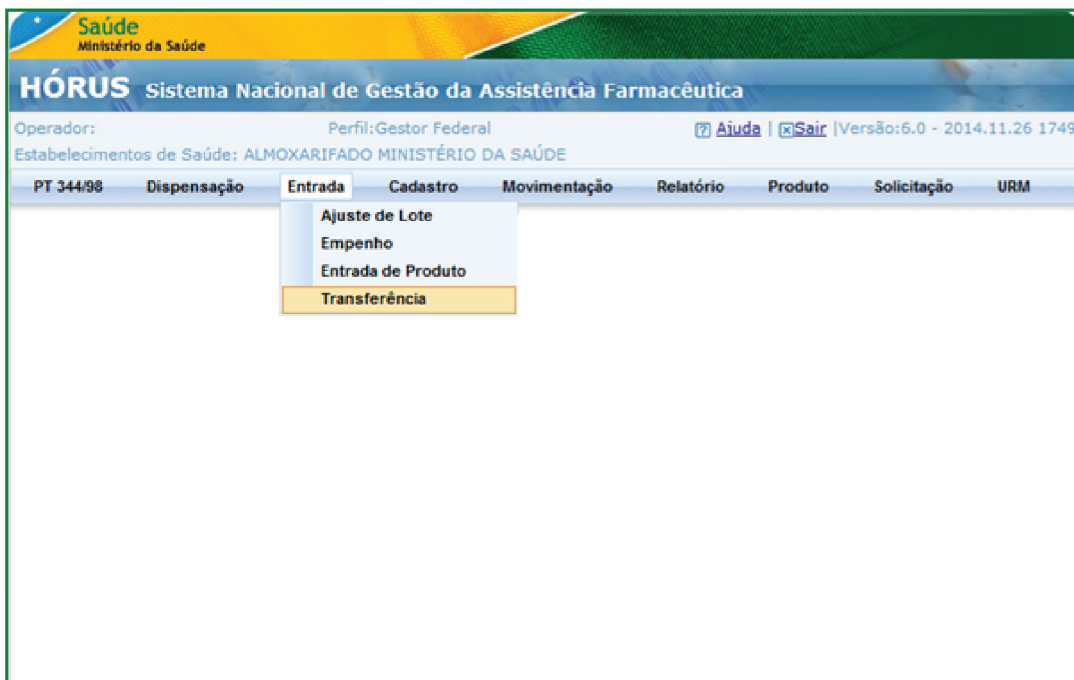 Saúde
Ministério da Saúde
HÓRUS Sistema Nacional de Gestão da Assistência Farmacêutica
Operador: Perfil:Gestor Federal Ajuda | Sair |Versão:6.0 - 2014.11.26 1749
Estabelecimentos de Saúde: ALMOXARIFADO MINISTÉRIO DA SAÚDE
PT 344/98 Dispensação Entrada Cadastro Movimentação Relatório Produto Solicitação URM
Ajuste de Lote
Empenho
Entrada de Produto
Transferência